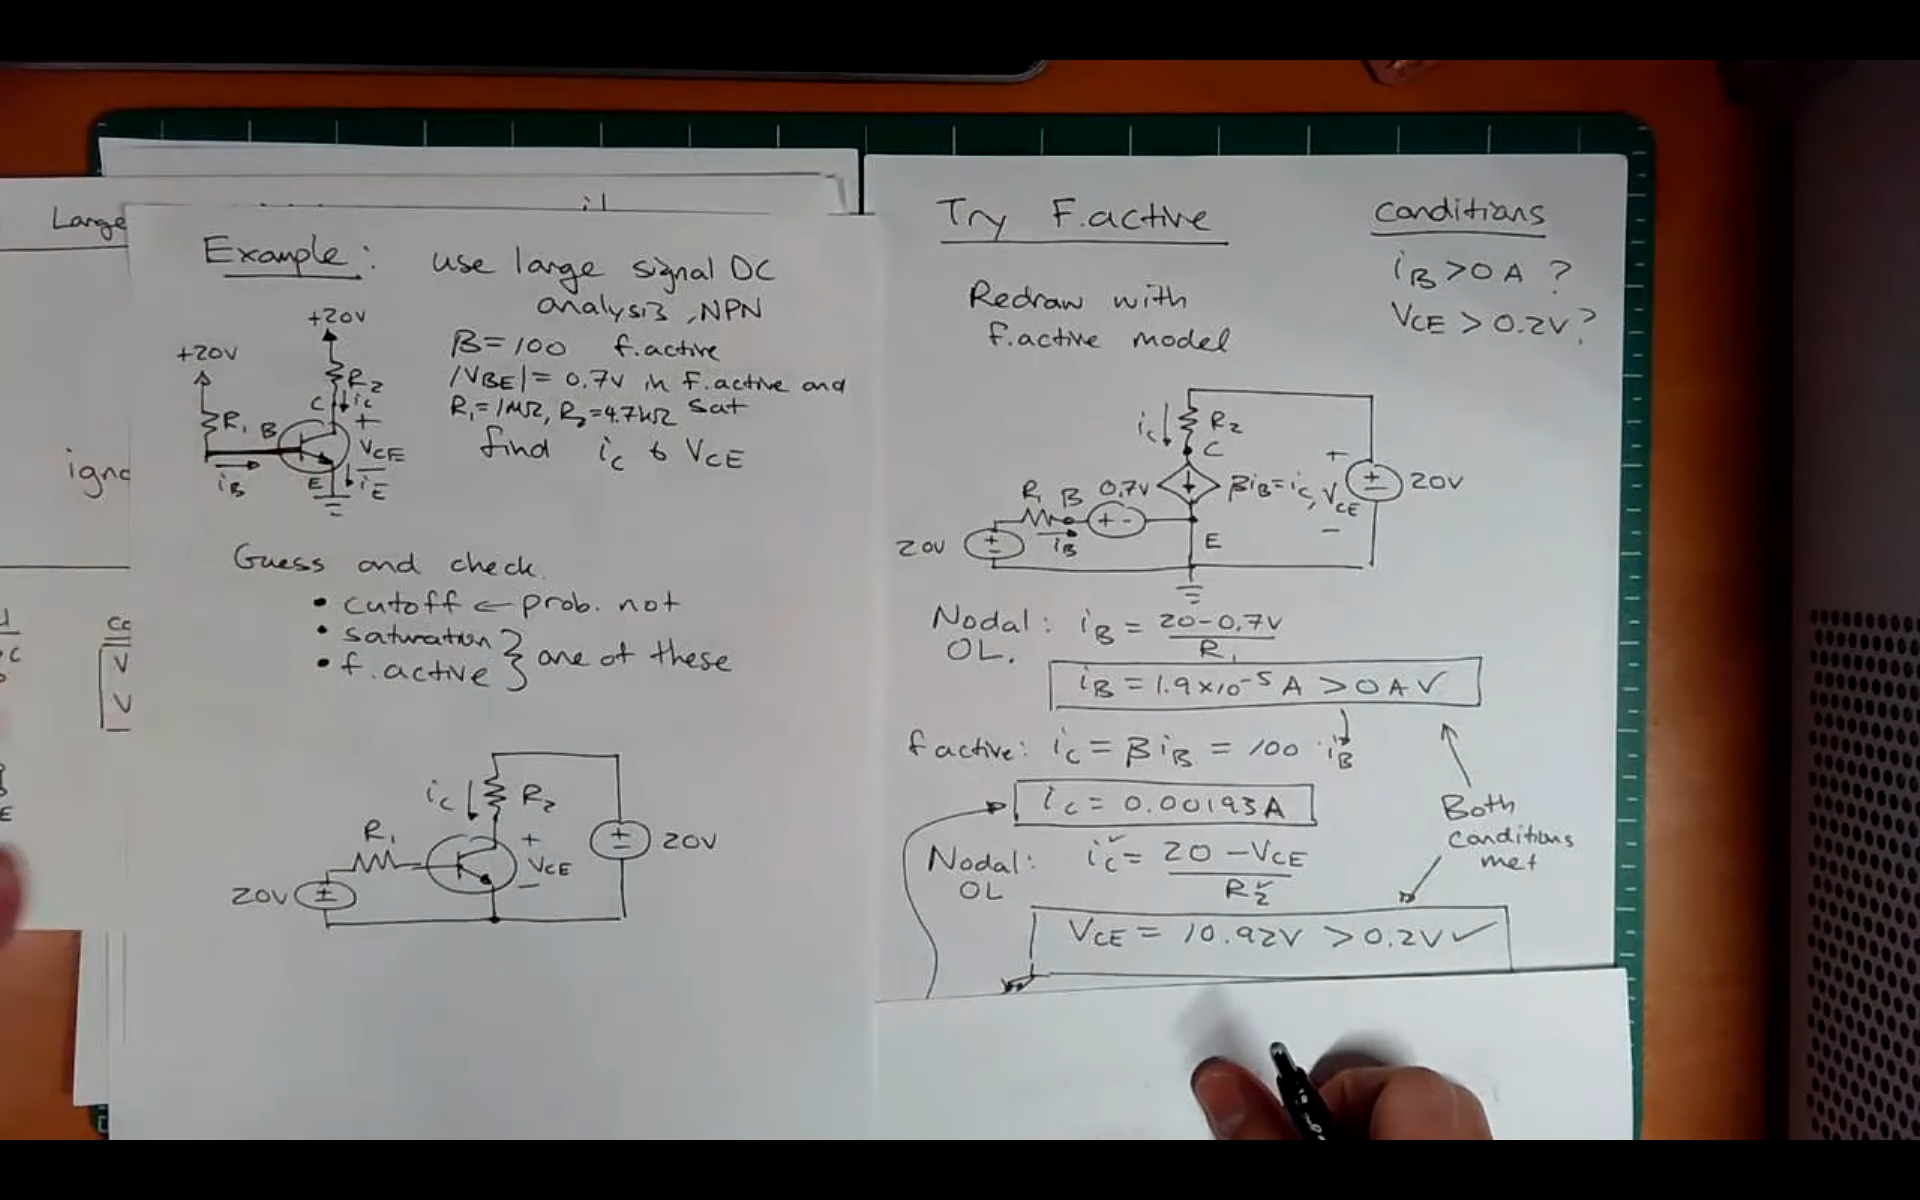 Large
igno
Example: use large signal DC
analysis, NPN
+20V
+20V
β=100 f.active
|VBE| = 0.7V in f.active and
R1=1MΩ, R2=4.7kΩ sat
find ic & VCE
R2
C
ic
R1
B
+
VCE
−
iB
E
iE
Guess and check.
• cutoff ← prob. not
• saturation } one of these
• f.active
ic
R2
R1
+
VCE
−
20V
20V
Try F.active
Conditions
iB > 0 A ?
VCE > 0.2V?
Redraw with
f.active model
ic
R2
C
+
R1 B 0.7V
βiB=ic, VCE
20V
−
20V
iB
E
Nodal: iB = 20-0.7V / R1
OL.
iB = 1.9×10⁻⁵ A > 0A ✓
f active: ic = β iB = 100 · iB
ic = 0.00193A
Both
conditions
met
Nodal: ic = 20 - VCE / R2
OL
VCE = 10.92V > 0.2V ✓